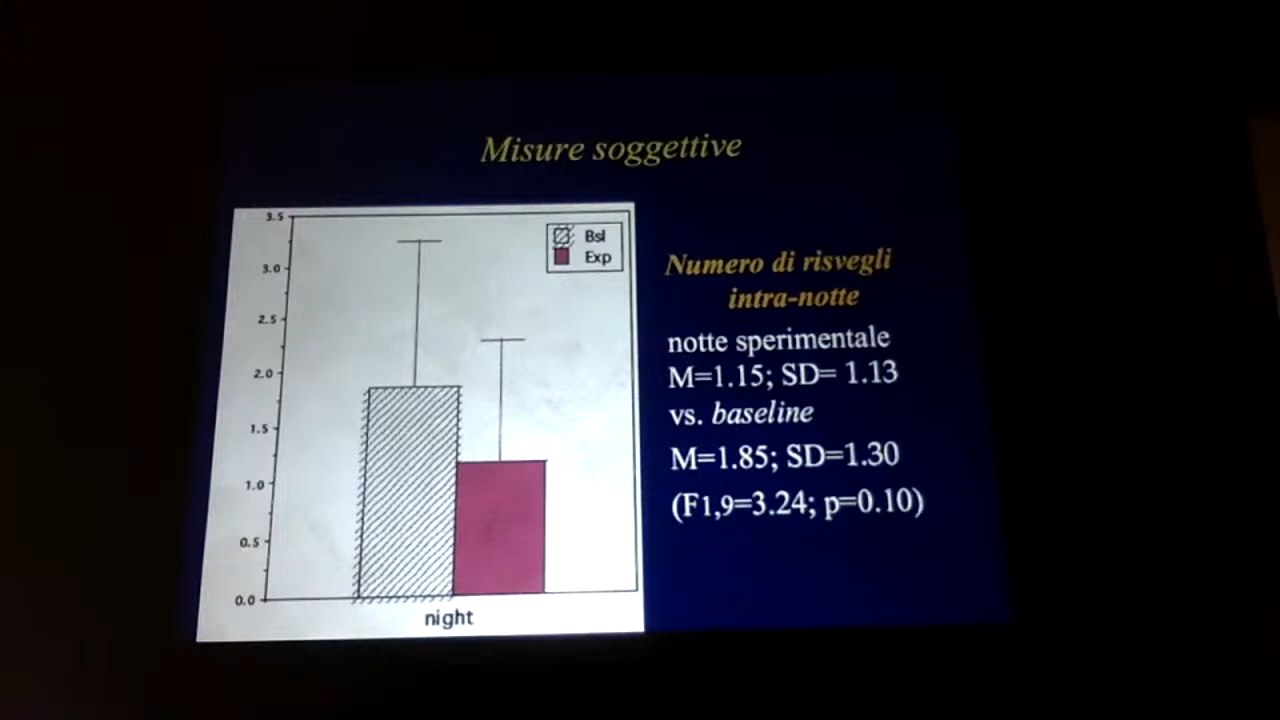 Misure soggettive
3.5
3.0
2.5
2.0
1.5
1.0
0.5
0.0
Bsl
Exp
night
Numero di risvegli
intra-notte
notte sperimentale
M=1.15; SD= 1.13
vs. baseline
M=1.85; SD=1.30
(F1,9=3.24; p=0.10)